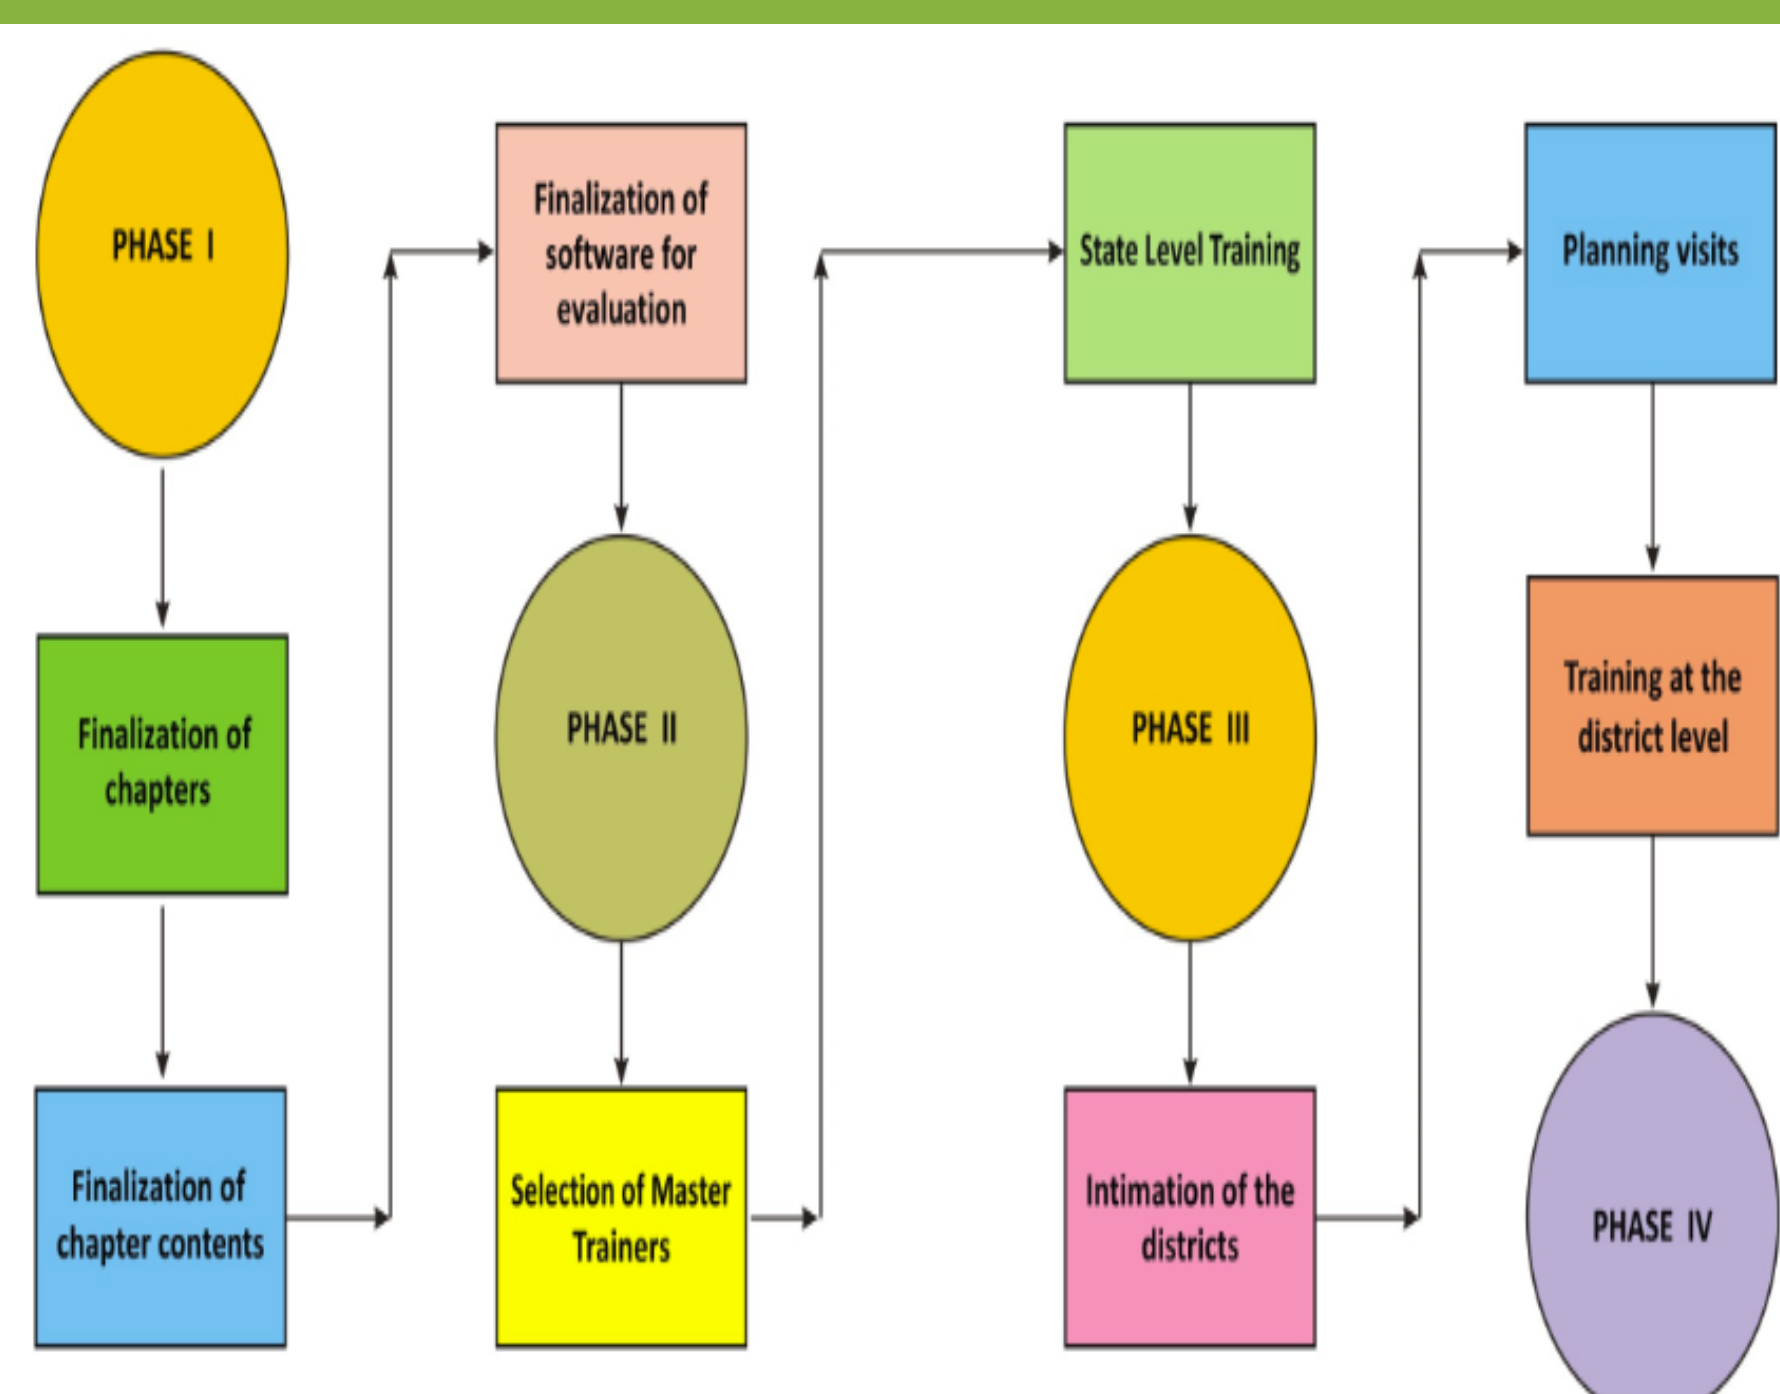 PHASE I
Finalization of
chapters
Finalization of
chapter contents
Finalization of
software for
evaluation
PHASE II
Selection of Master
Trainers
State Level Training
PHASE III
Intimation of the
districts
Planning visits
Training at the
district level
PHASE IV